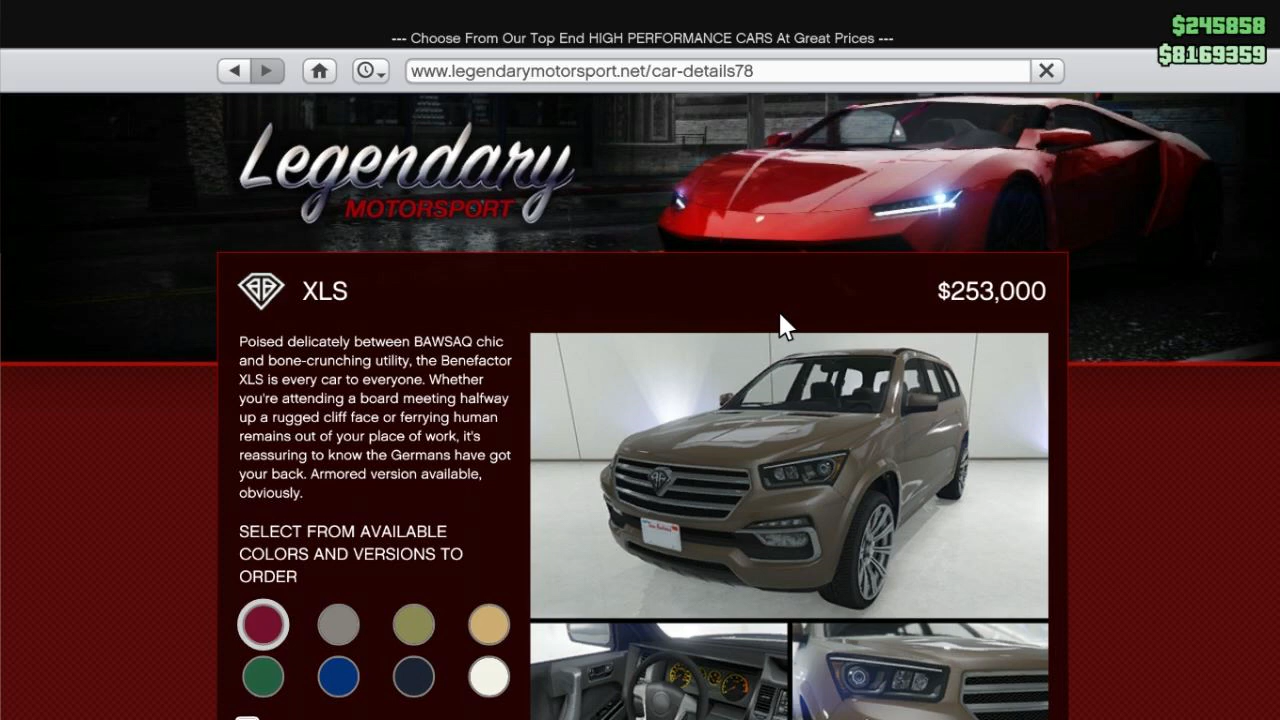 $245858
--- Choose From Our Top End HIGH PERFORMANCE CARS At Great Prices ---
$8169359
www.legendarymotorsport.net/car-details78
Legendary
MOTORSPORT
XLS
$253,000
Poised delicately between BAWSAQ chic
and bone-crunching utility, the Benefactor
XLS is every car to everyone. Whether
you're attending a board meeting halfway
up a rugged cliff face or ferrying human
remains out of your place of work, it's
reassuring to know the Germans have got
your back. Armored version available,
obviously.
SELECT FROM AVAILABLE
COLORS AND VERSIONS TO
ORDER